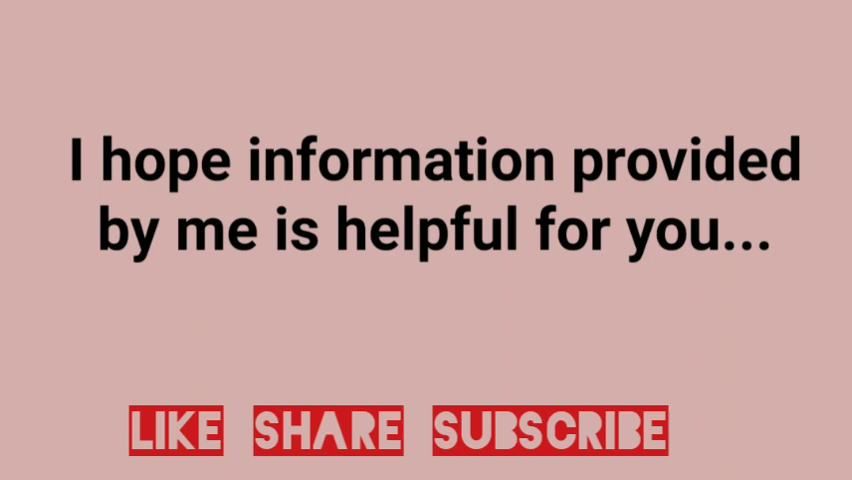 I hope information provided
by me is helpful for you...
LIKE SHARE SUBSCRIBE